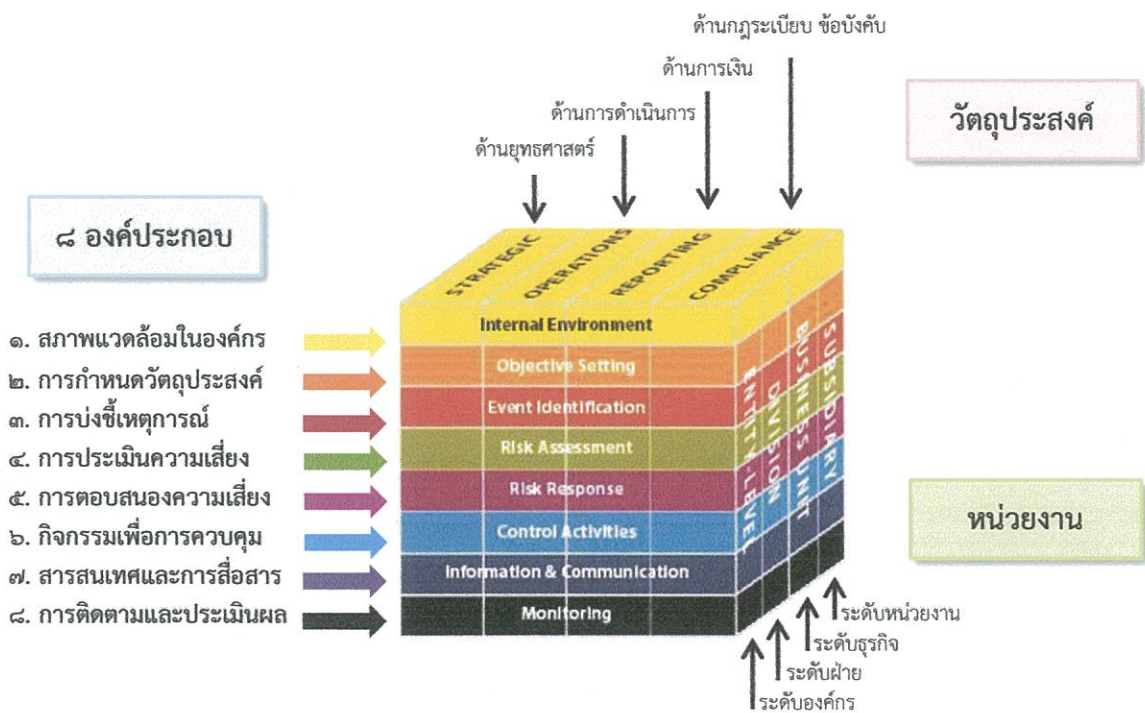 ด้านกฎระเบียบ ข้อบังคับ
ด้านการเงิน
ด้านการดำเนินการ
ด้านยุทธศาสตร์
วัตถุประสงค์
๘ องค์ประกอบ
STRATEGIC
OPERATIONS
REPORTING
COMPLIANCE
๑. สภาพแวดล้อมในองค์กร
๒. การกำหนดวัตถุประสงค์
๓. การบ่งชี้เหตุการณ์
๔. การประเมินความเสี่ยง
๕. การตอบสนองความเสี่ยง
๖. กิจกรรมเพื่อการควบคุม
๗. สารสนเทศและการสื่อสาร
๘. การติดตามและประเมินผล
Internal Environment
Objective Setting
Event Identification
Risk Assessment
Risk Response
Control Activities
Information & Communication
Monitoring
ENTITY-LEVEL
DIVISION
BUSINESS UNIT
SUBSIDIARY
หน่วยงาน
ระดับหน่วยงาน
ระดับธุรกิจ
ระดับฝ่าย
ระดับองค์กร